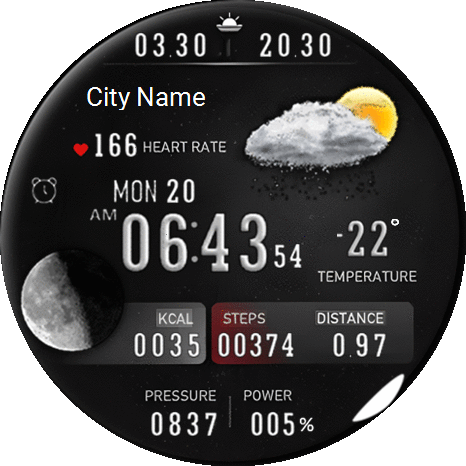 03.30 20.30
City Name
166 HEART RATE
MON 20
AM 06:43 54
-22°
TEMPERATURE
KCAL STEPS DISTANCE
0035 00374 0.97
PRESSURE POWER
0837 005%